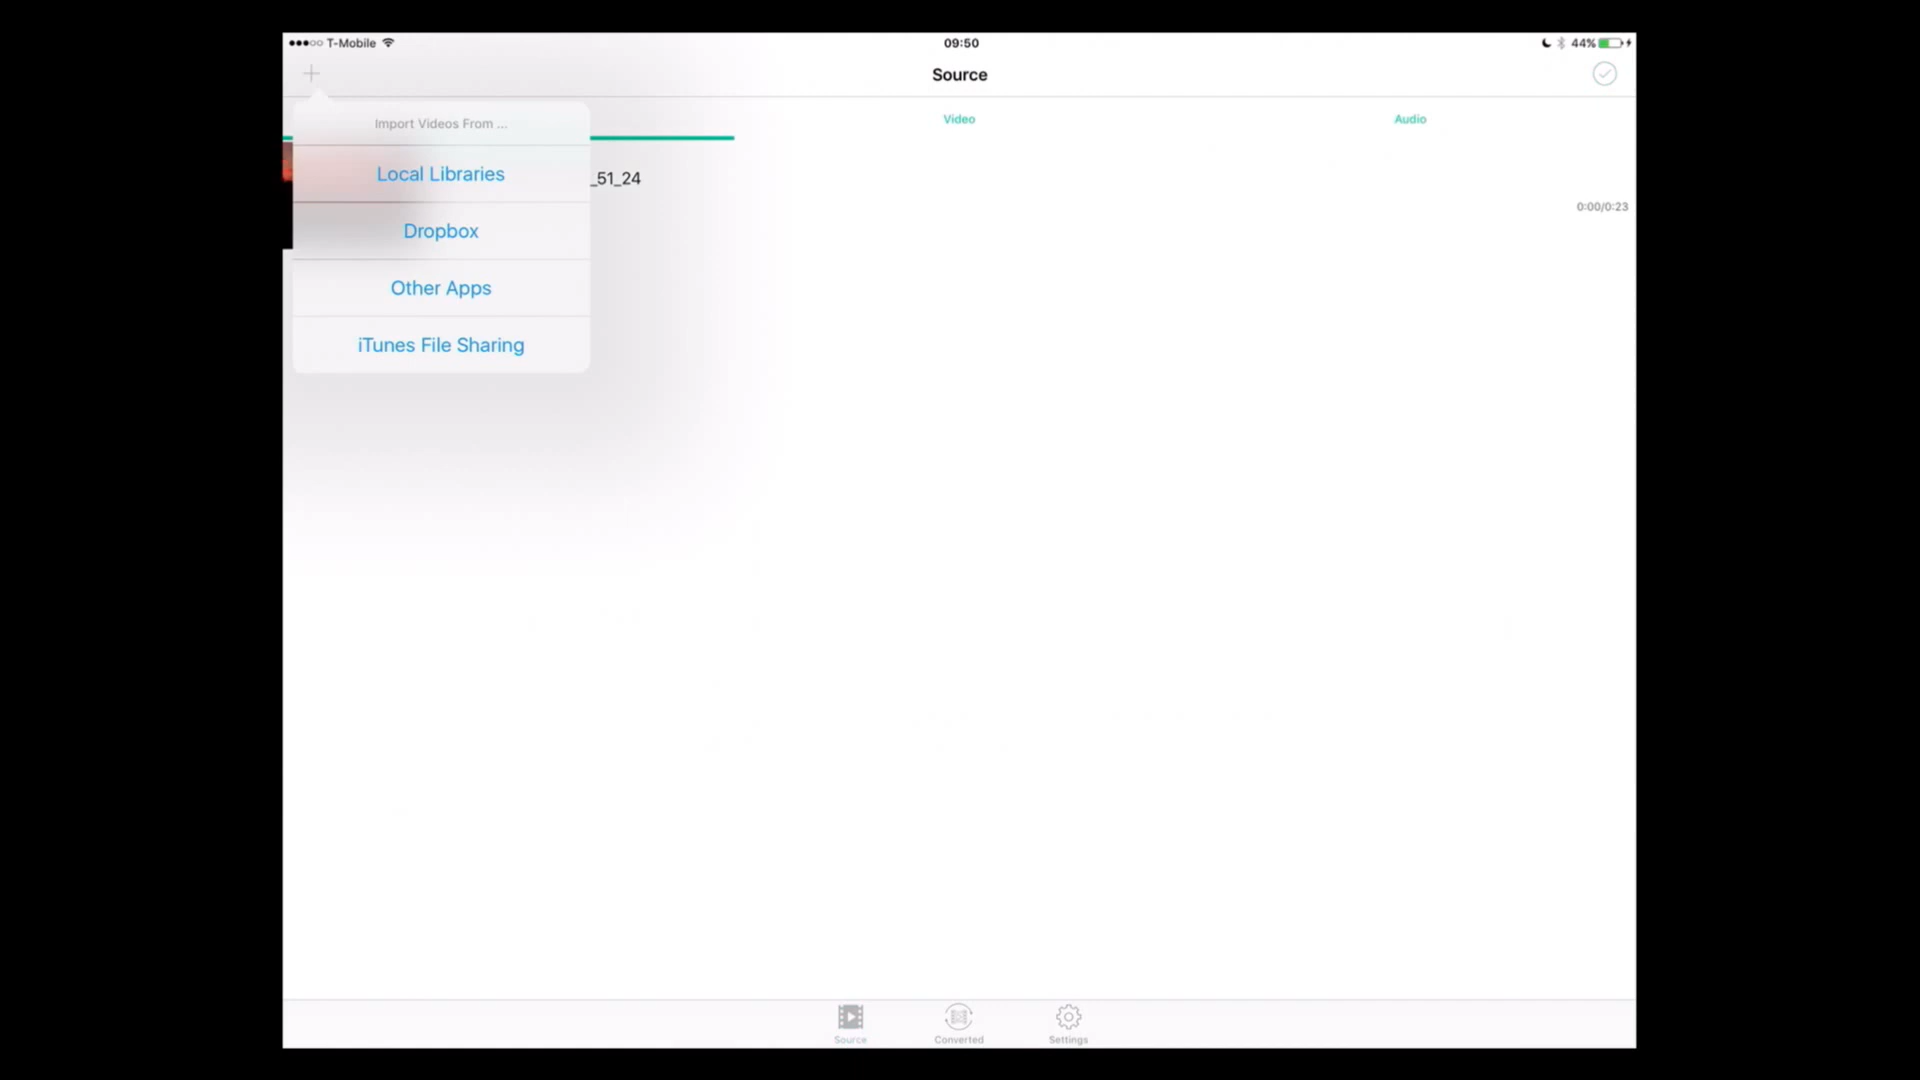 T-Mobile 09:50 44%
Source
Import Videos From ...
Video
Audio
Local Libraries
_51_24
0:00/0:23
Dropbox
Other Apps
iTunes File Sharing
Source
Converted
Settings